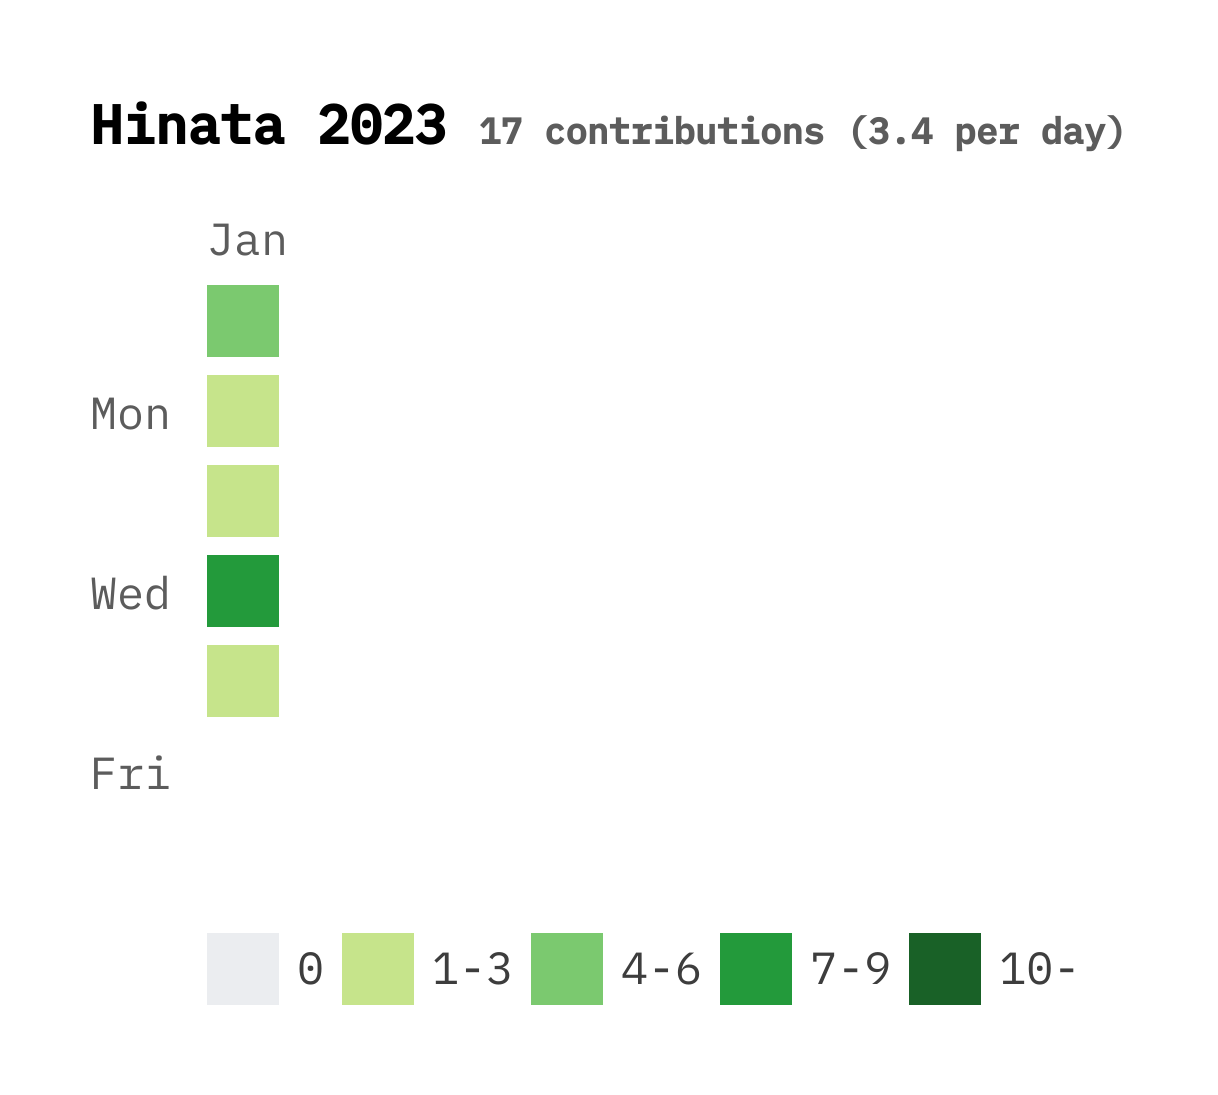 Hinata 2023 17 contributions (3.4 per day)
Jan
Mon
Wed
Fri
0 1-3 4-6 7-9 10-